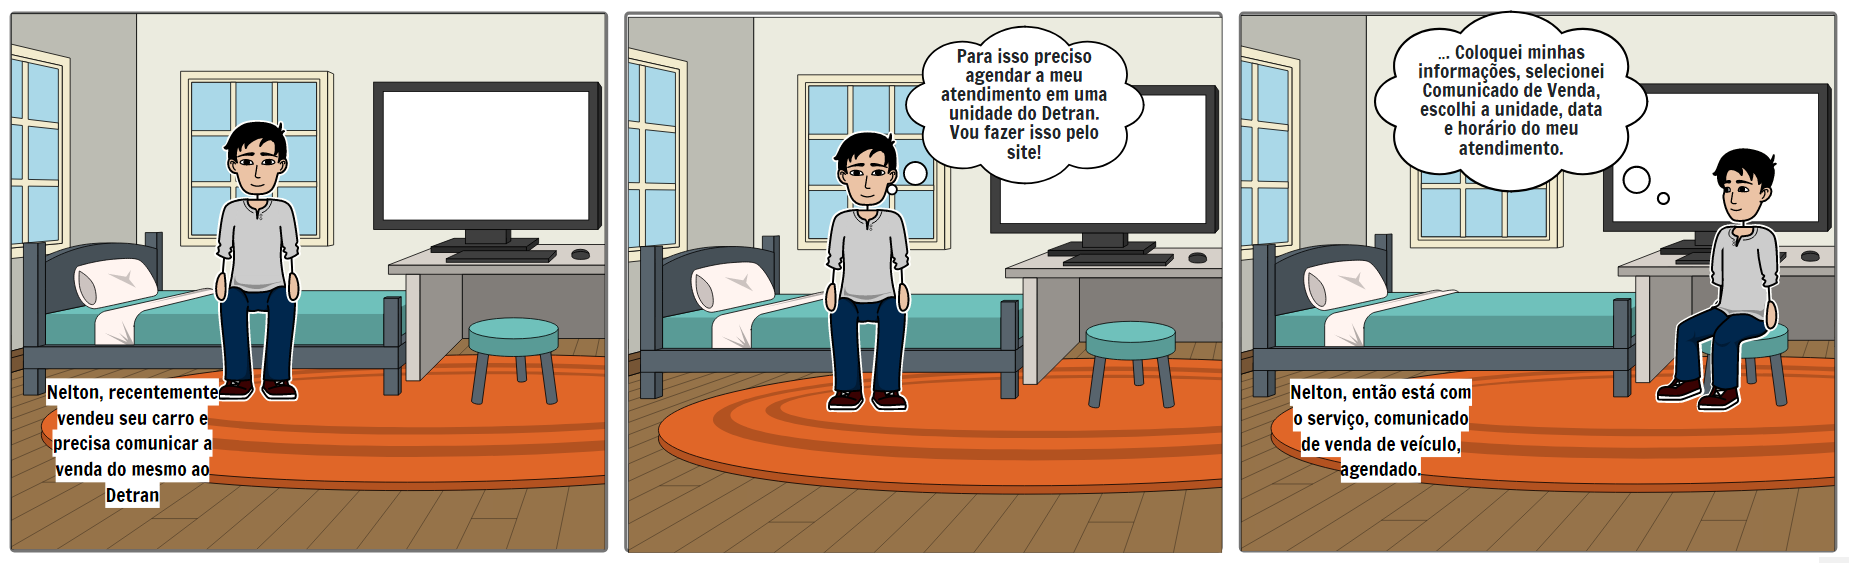 Nelton, recentemente
vendeu seu carro e
precisa comunicar a
venda do mesmo ao
Detran
Para isso preciso
agendar a meu
atendimento em uma
unidade do Detran.
Vou fazer isso pelo
site!
... Coloquei minhas
informações, selecionei
Comunicado de Venda,
escolhi a unidade, data
e horário do meu
atendimento.
Nelton, então está com
o serviço, comunicado
de venda de veículo,
agendado.